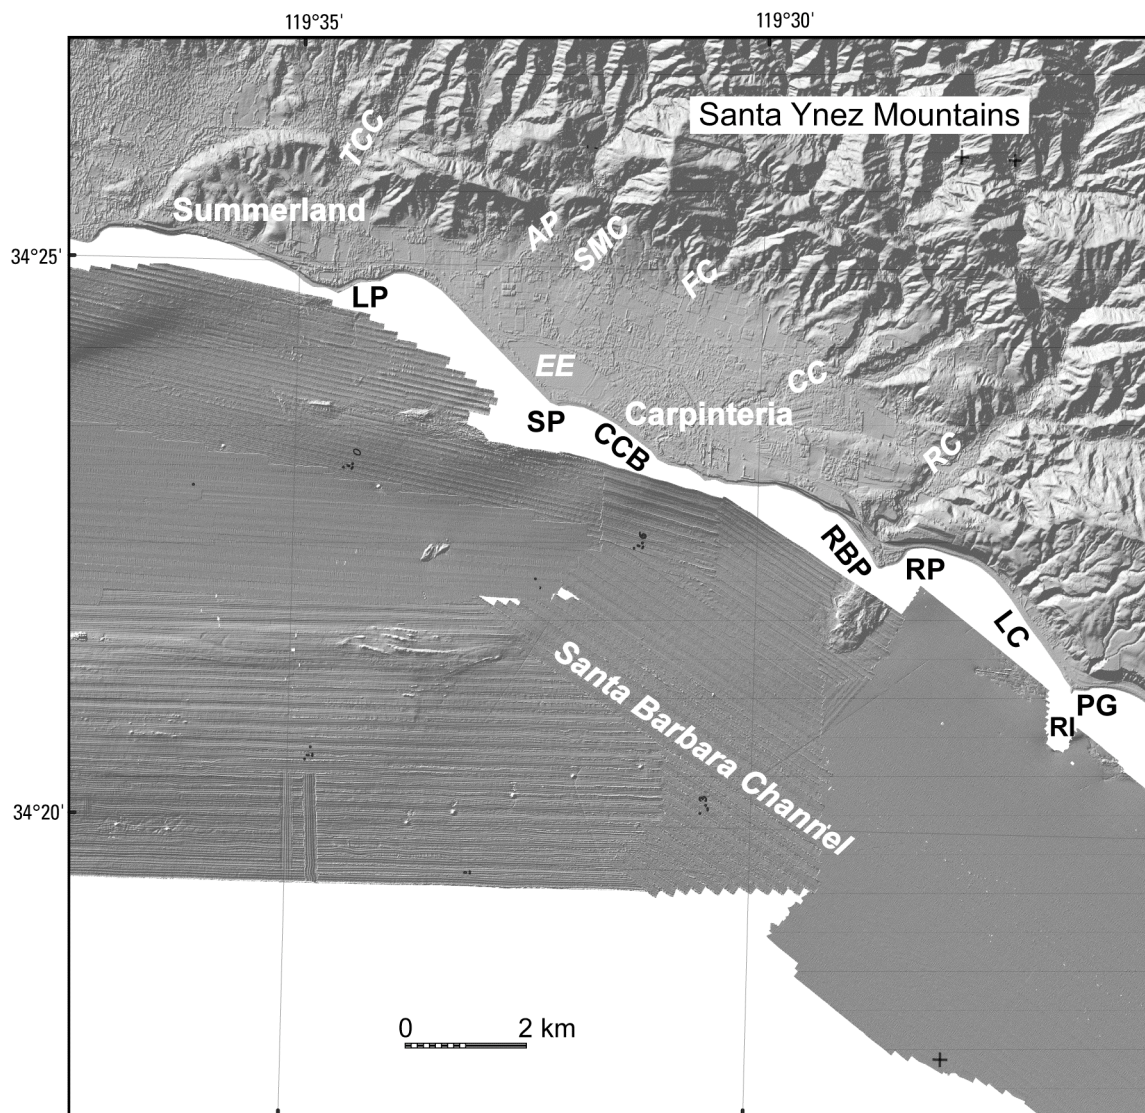 119°35'
119°30'
Santa Ynez Mountains
TCC
Summerland
AP
SMC
34°25'
FC
LP
EE
CC
SP
Carpinteria
CCB
RC
RBP
RP
LC
Santa Barbara Channel
PG
RI
34°20'
0 2 km